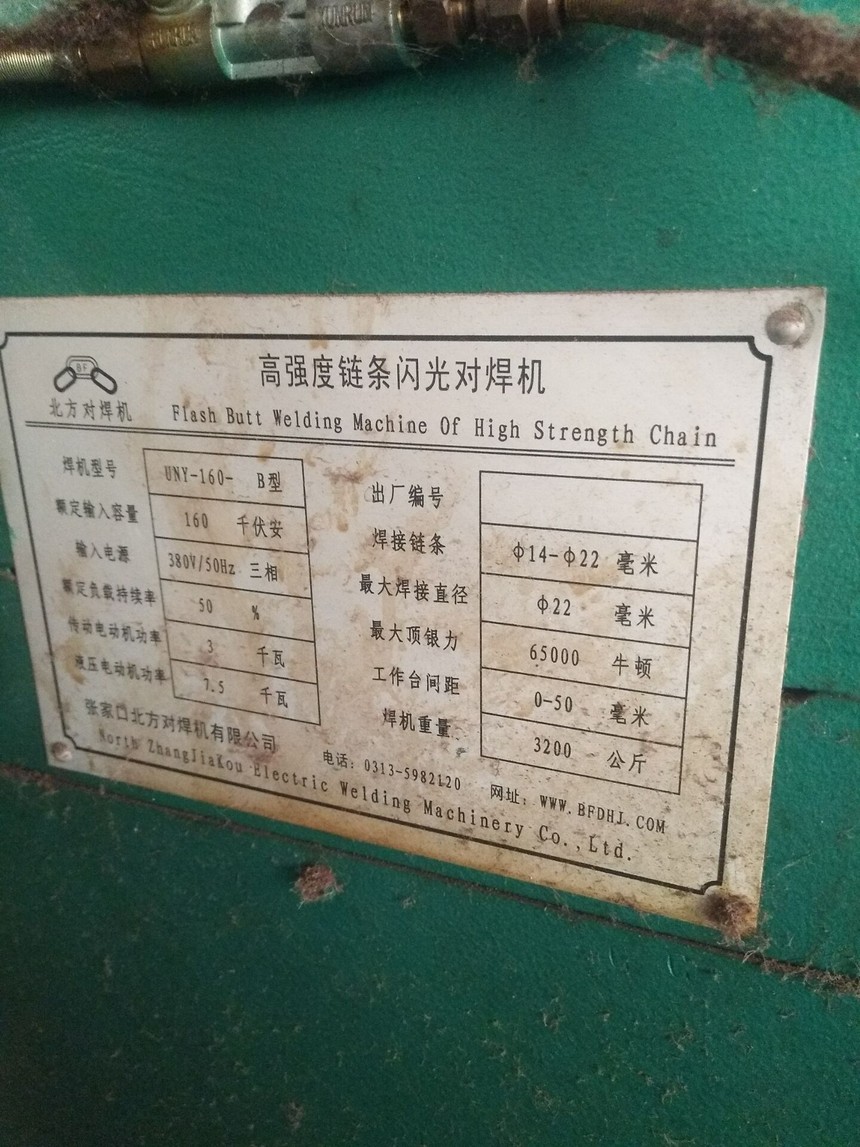 XUNRUN
BF
北方对焊机
高强度链条闪光对焊机
Flash Butt Welding Machine Of High Strength Chain
焊机型号 UNY-160- B型
额定输入容量 160 千伏安
输入电源 380V/50Hz 三相
额定负载持续率 50 %
传动电动机功率 3 千瓦
液压电动机功率 7.5 千瓦
出厂编号
焊接链条 φ14-φ22 毫米
最大焊接直径 φ22 毫米
最大顶锻力 65000 牛顿
工作台间距 0-50 毫米
焊机重量 3200 公斤
张家口北方对焊机有限公司 电话: 0313-5982120 网址: WWW.BFDHJ.COM
North ZhangJiaKou Electric Welding Machinery Co.,Ltd.